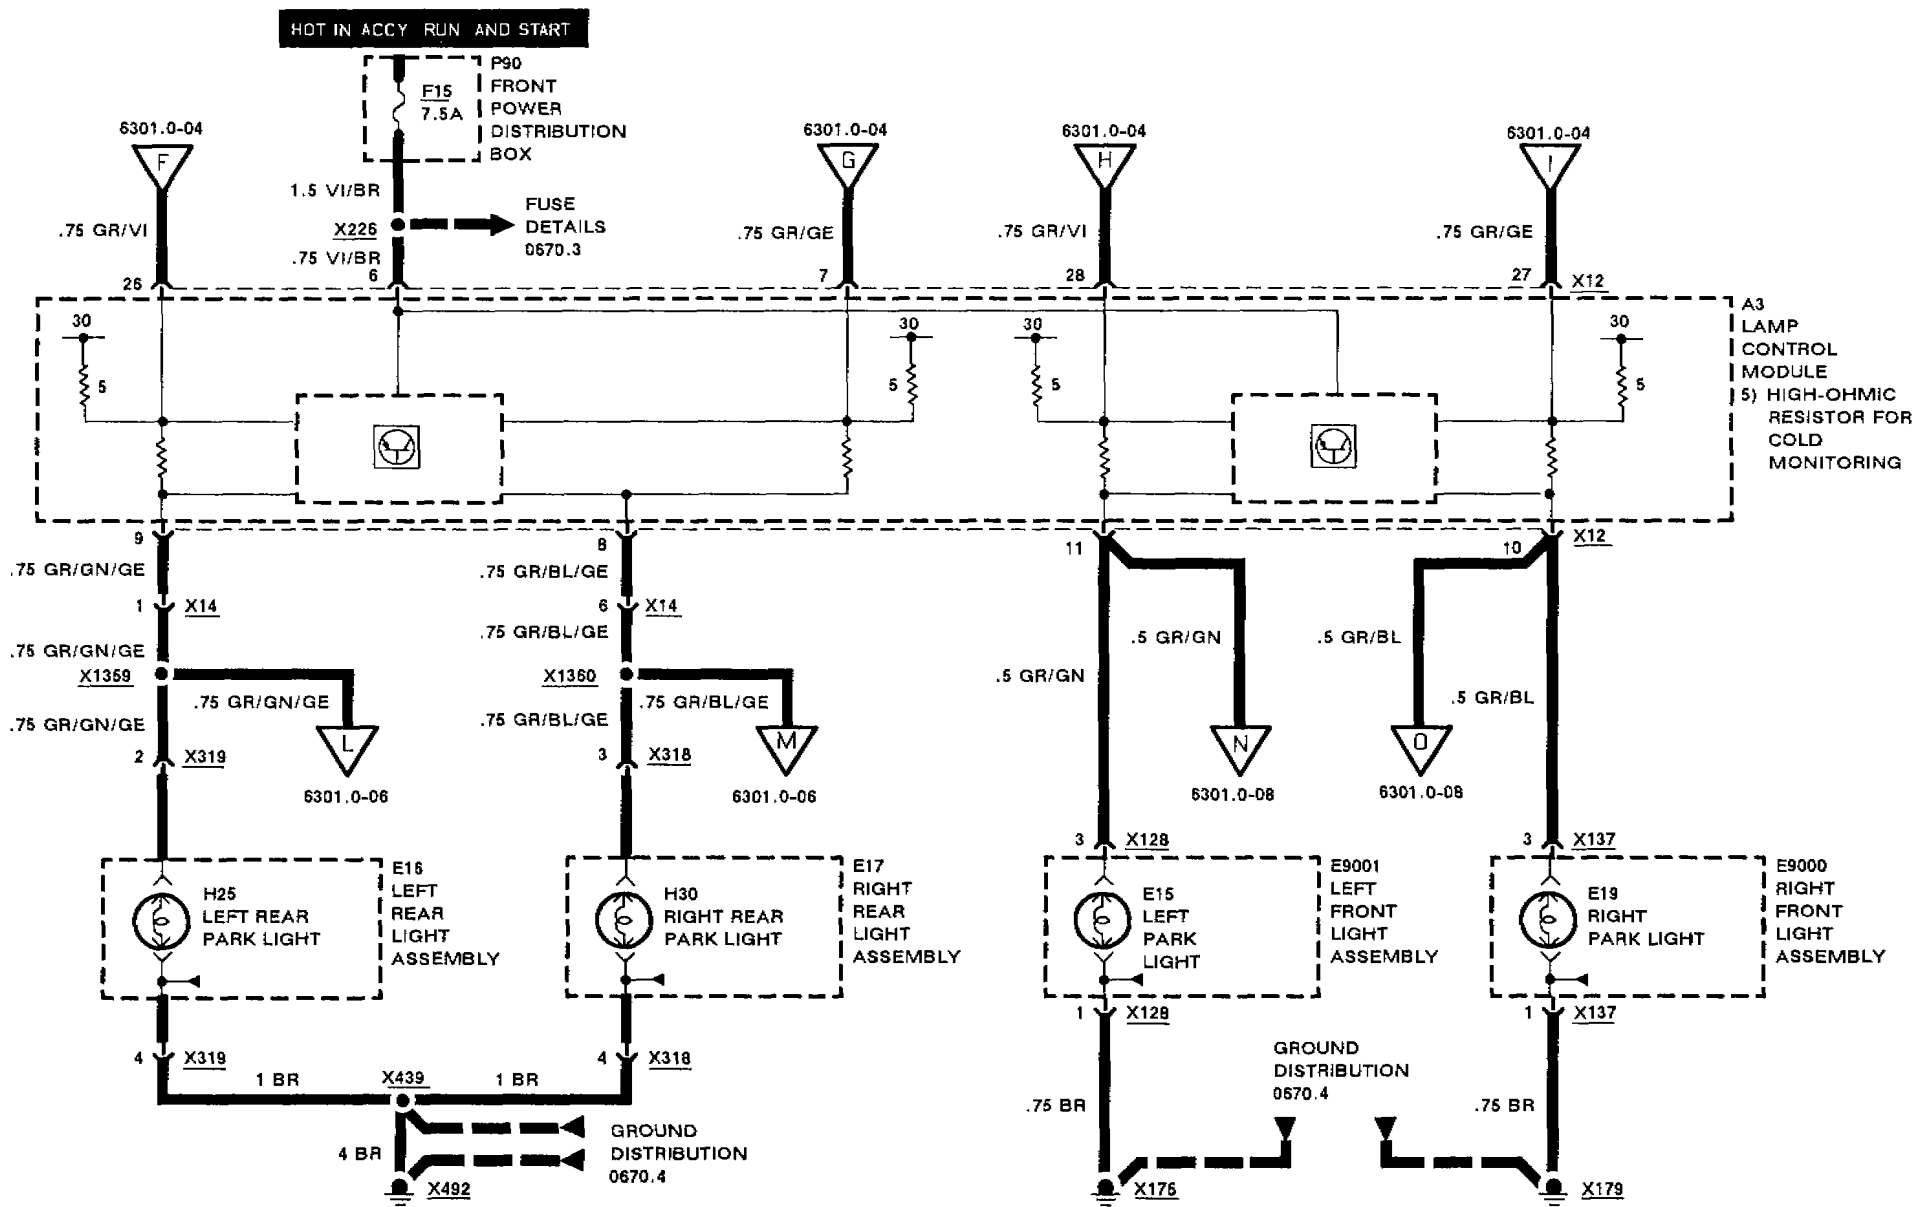 HOT IN ACCY RUN AND START
P90
FRONT
POWER
DISTRIBUTION
BOX
F15
7.5A
6301.0-04
F
6301.0-04
G
6301.0-04
H
6301.0-04
I
1.5 VI/BR
X226
FUSE
DETAILS
0670.3
.75 GR/VI
.75 VI/BR
.75 GR/GE
.75 GR/VI
.75 GR/GE
26
6
7
28
27
X12
30
5
30
5
30
5
30
5
A3
LAMP
CONTROL
MODULE
5) HIGH-OHMIC
RESISTOR FOR
COLD
MONITORING
9
8
11
10
X12
.75 GR/GN/GE
.75 GR/BL/GE
1
X14
6
X14
.75 GR/GN/GE
.75 GR/BL/GE
.5 GR/GN
.5 GR/BL
X1359
X1360
.5 GR/GN
.5 GR/BL
.75 GR/GN/GE
.75 GR/BL/GE
.75 GR/GN/GE
.75 GR/BL/GE
L
M
N
O
2
X319
3
X318
6301.0-06
6301.0-06
6301.0-08
6301.0-08
3
X128
3
X137
H25
LEFT REAR
PARK LIGHT
E16
LEFT
REAR
LIGHT
ASSEMBLY
H30
RIGHT REAR
PARK LIGHT
E17
RIGHT
REAR
LIGHT
ASSEMBLY
E15
LEFT
PARK
LIGHT
E9001
LEFT
FRONT
LIGHT
ASSEMBLY
E19
RIGHT
PARK LIGHT
E9000
RIGHT
FRONT
LIGHT
ASSEMBLY
1
X128
1
X137
4
X319
4
X318
1 BR
X439
1 BR
GROUND
DISTRIBUTION
0670.4
.75 BR
.75 BR
4 BR
GROUND
DISTRIBUTION
0670.4
X492
X175
X179